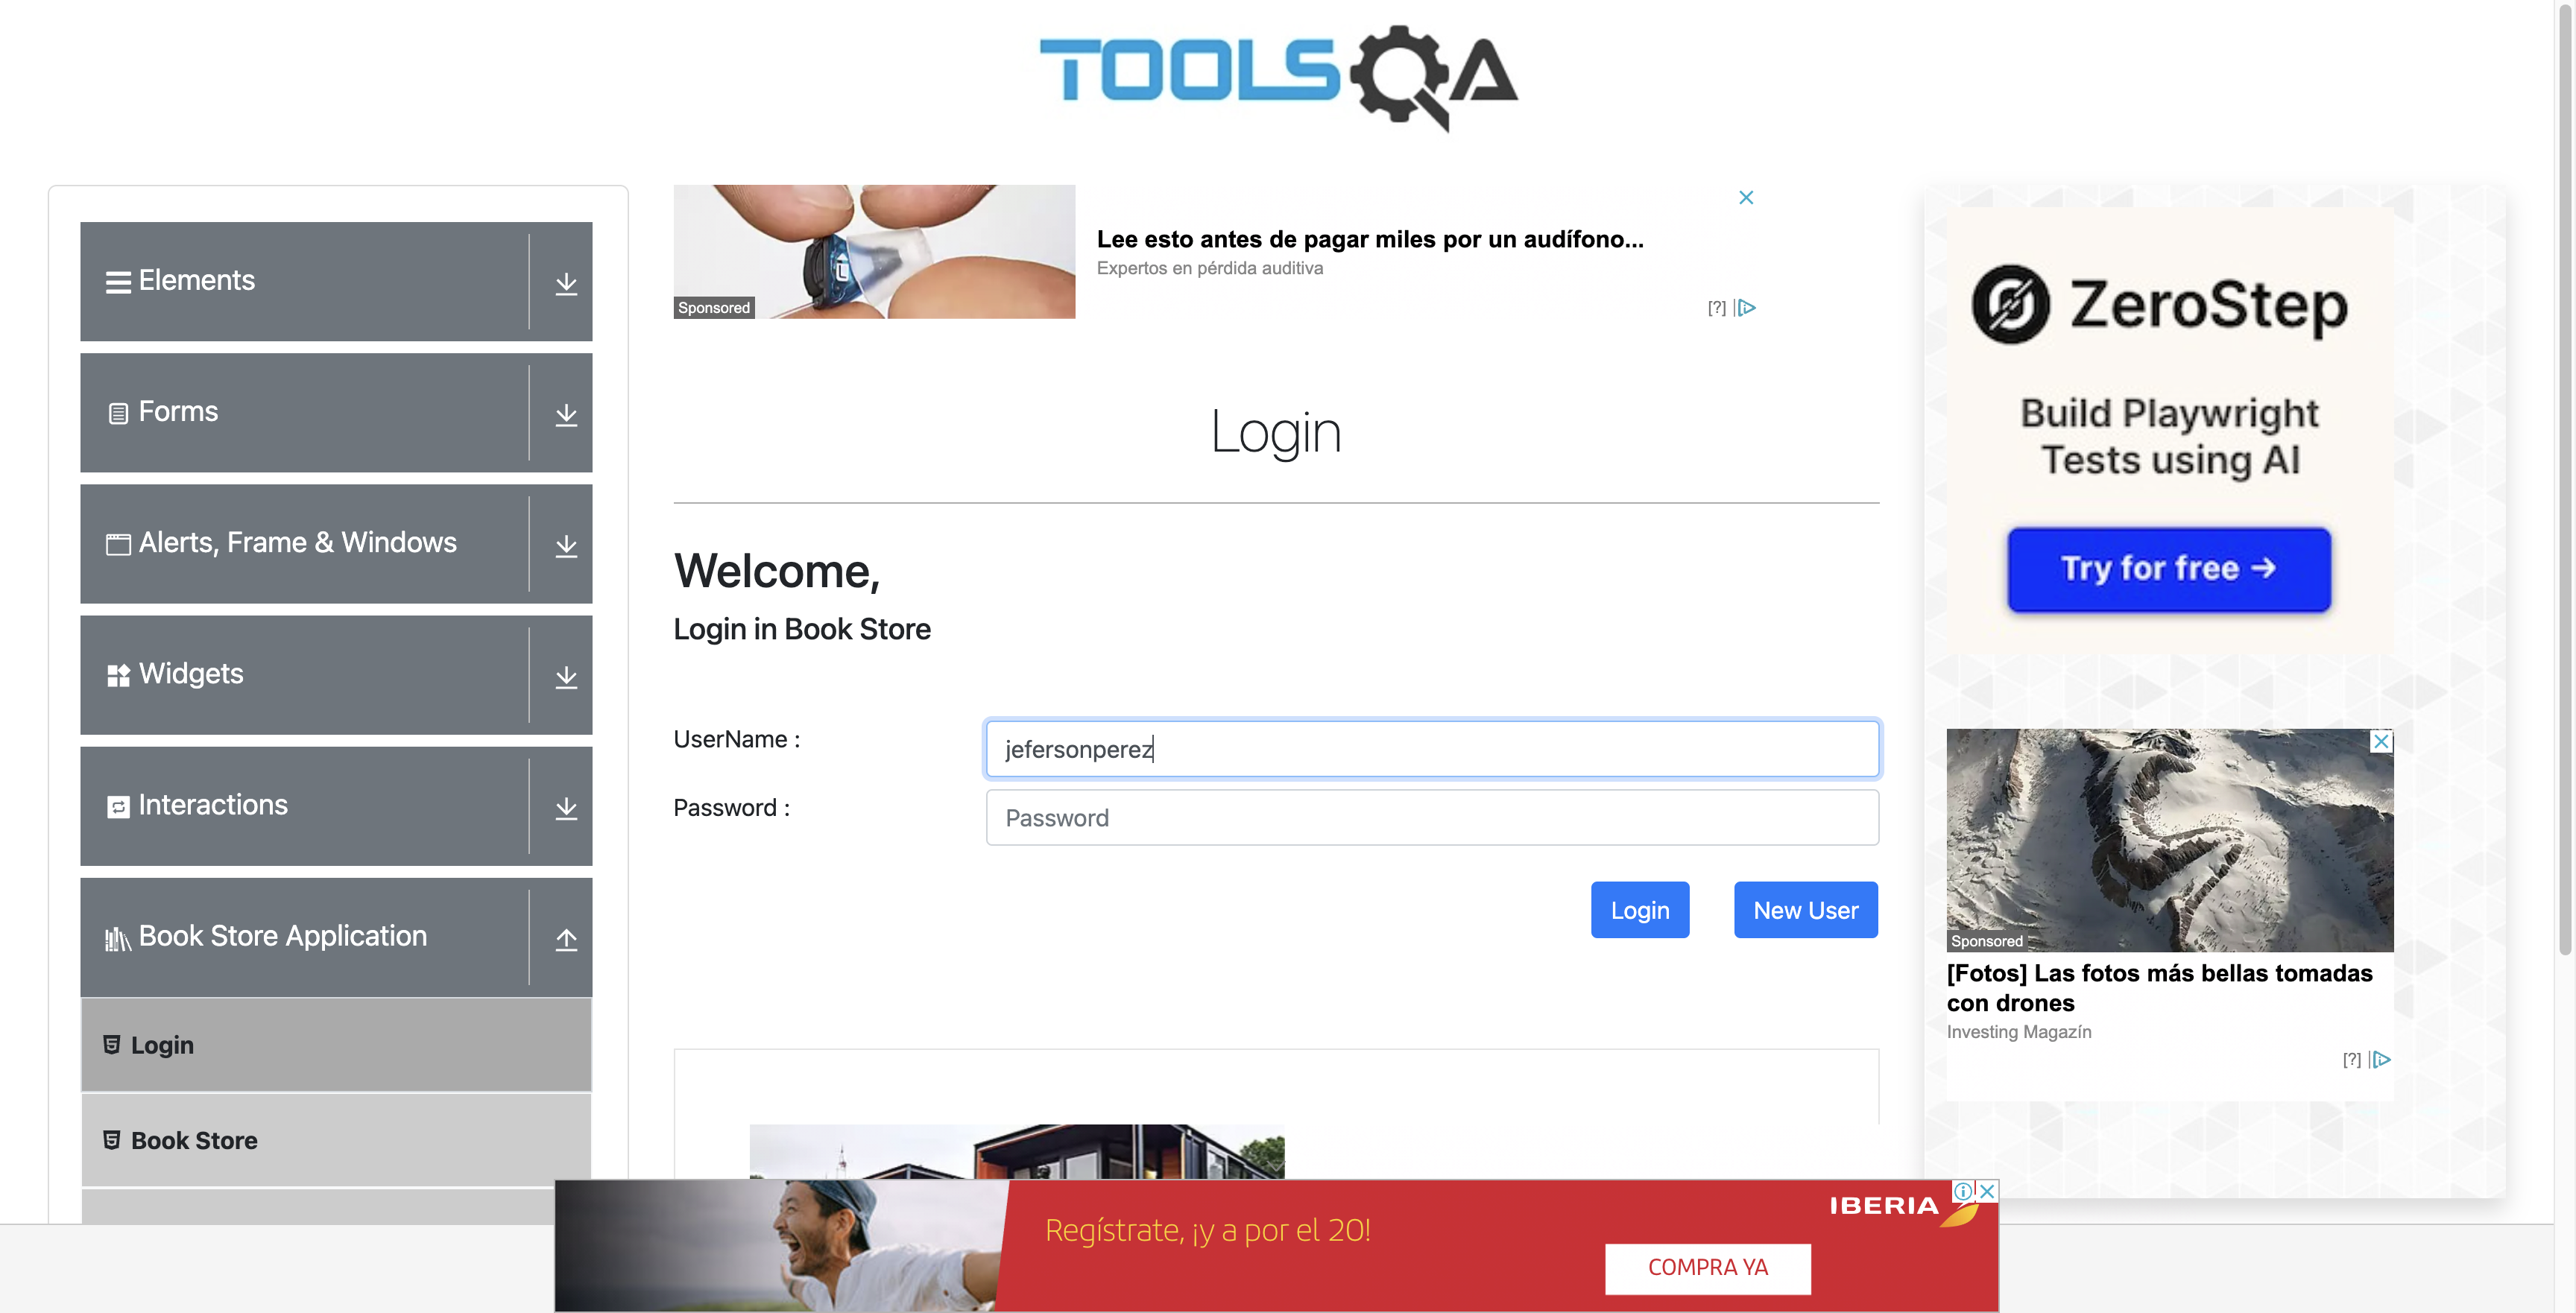 TOOLSQA
Elements
Forms
Alerts, Frame & Windows
Widgets
Interactions
Book Store Application
Login
Book Store
Sponsored
Lee esto antes de pagar miles por un audífono...
Expertos en pérdida auditiva
[?]
Login
Welcome,
Login in Book Store
UserName :
jefersonperez
Password :
Password
Login
New User
ZeroStep
Build Playwright
Tests using AI
Try for free →
Sponsored
[Fotos] Las fotos más bellas tomadas
con drones
Investing Magazín
[?]
Regístrate, ¡y a por el 20!
IBERIA
COMPRA YA